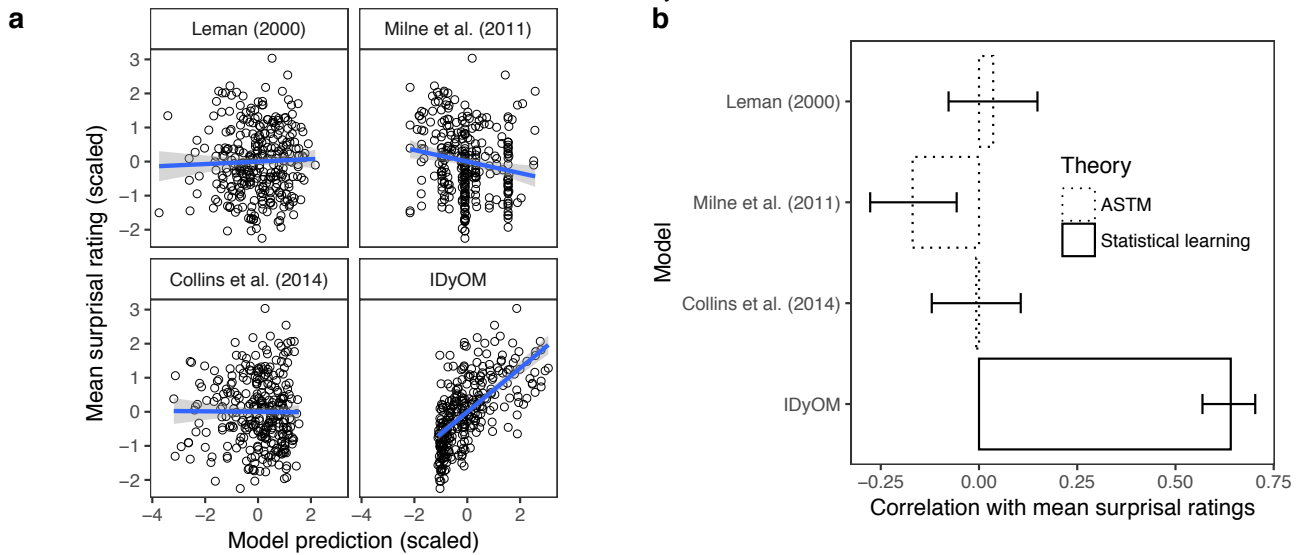 a
Leman (2000)
Milne et al. (2011)
3
2
1
0
−1
−2
Collins et al. (2014)
IDyOM
3
2
1
0
−1
−2
−4
−2
0
2
−4
−2
0
2
Mean surprisal rating (scaled)
Model prediction (scaled)
b
Leman (2000)
Milne et al. (2011)
Collins et al. (2014)
IDyOM
Model
Theory
ASTM
Statistical learning
−0.25
0.00
0.25
0.50
0.75
Correlation with mean surprisal ratings